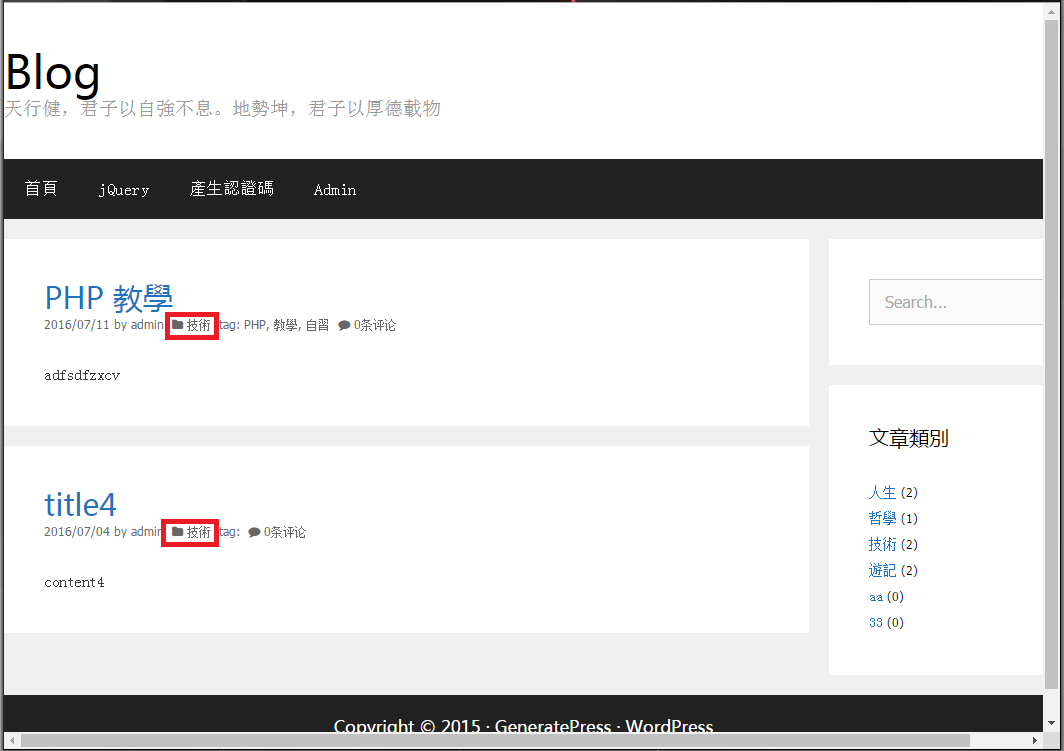 Blog
天行健，君子以自強不息。地勢坤，君子以厚德載物
首頁 jQuery 產生認證碼 Admin
PHP 教學
2016/07/11 by admin 技術 tag: PHP, 教學, 自習 0条评论
adfsdfzxcv
title4
2016/07/04 by admin 技術 tag: 0条评论
content4
Search...
文章類別
人生 (2)
哲學 (1)
技術 (2)
遊記 (2)
aa (0)
33 (0)
Copyright © 2015 · GeneratePress · WordPress